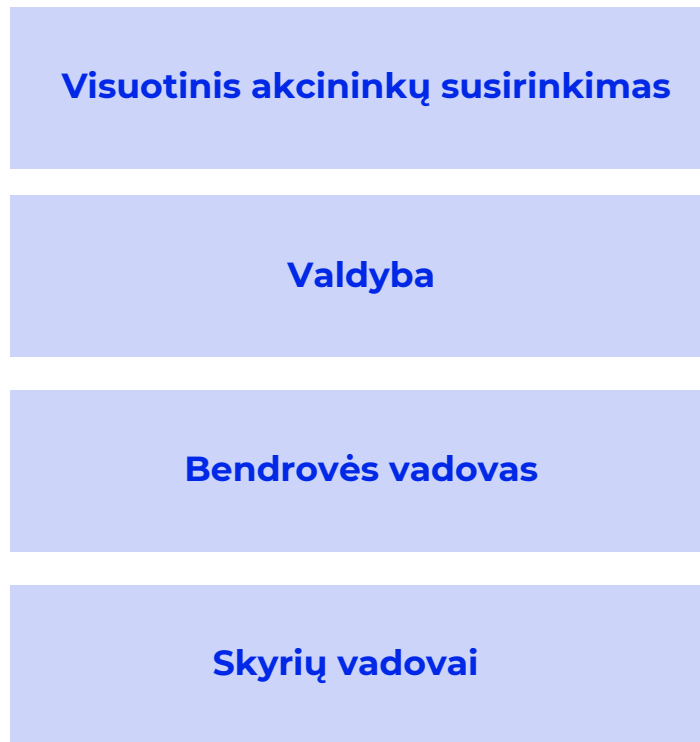 Visuotinis akcininkų susirinkimas
Valdyba
Bendrovės vadovas
Skyrių vadovai